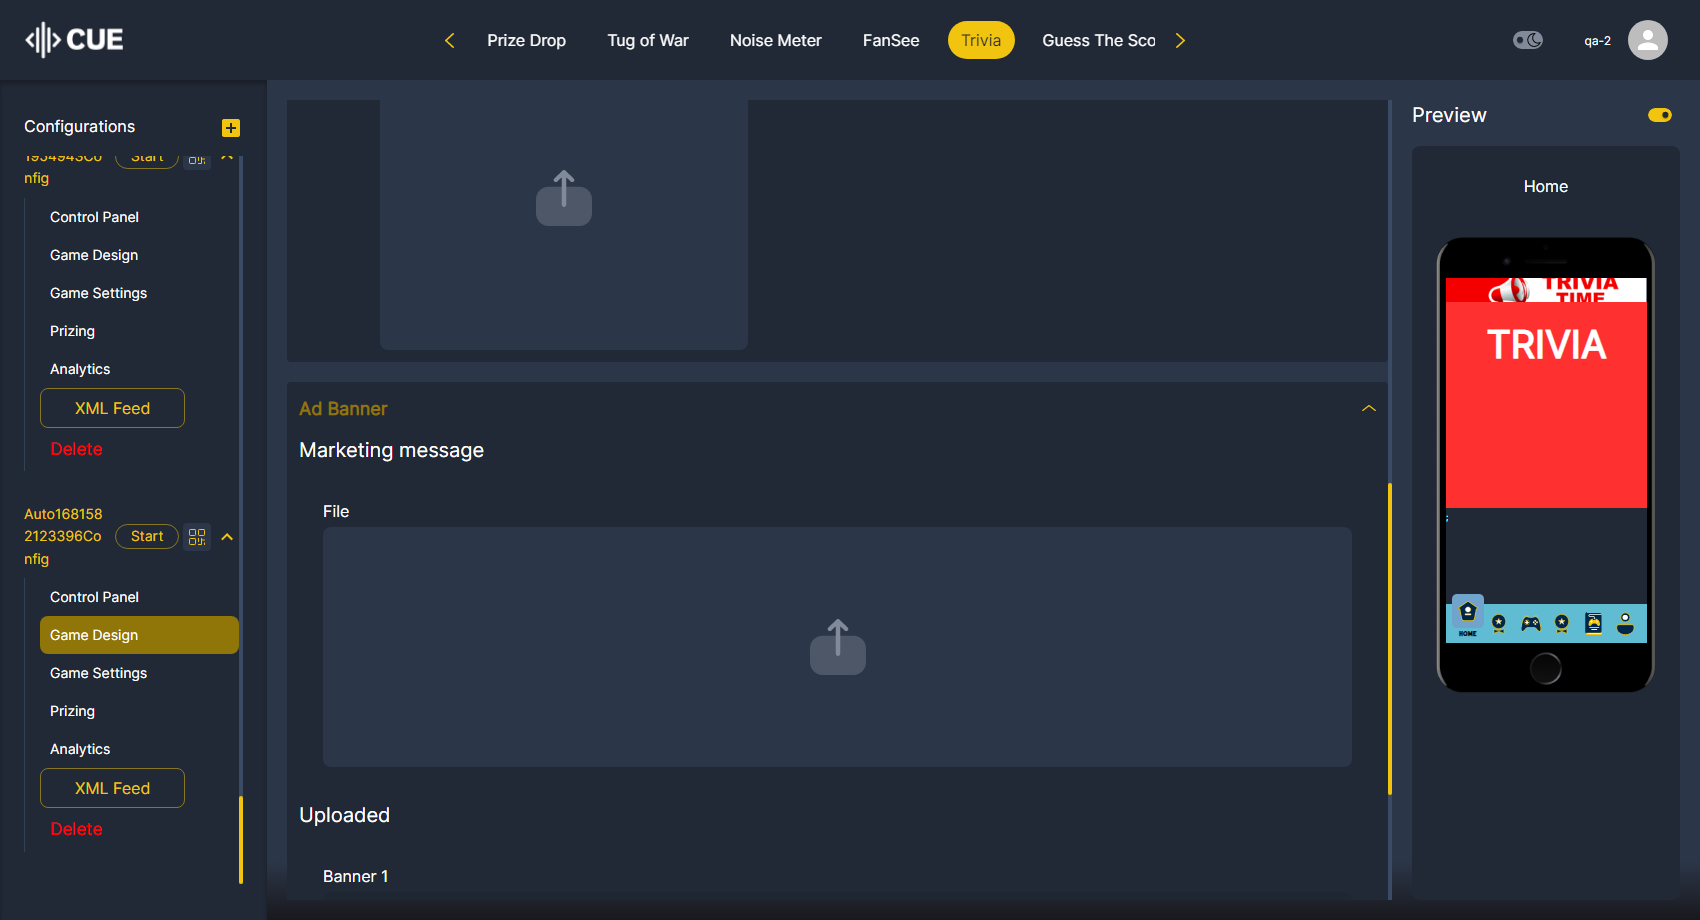 CUE
Prize Drop
Tug of War
Noise Meter
FanSee
Trivia
Guess The Sco
qa-2
Configurations
1954943Co
nfig
Start
Control Panel
Game Design
Game Settings
Prizing
Analytics
XML Feed
Delete
Auto168158
2123396Co
nfig
Start
Control Panel
Game Design
Game Settings
Prizing
Analytics
XML Feed
Delete
Ad Banner
Marketing message
File
Uploaded
Banner 1
Preview
Home
TRIVIA
TIME
TRIVIA
;
HOME